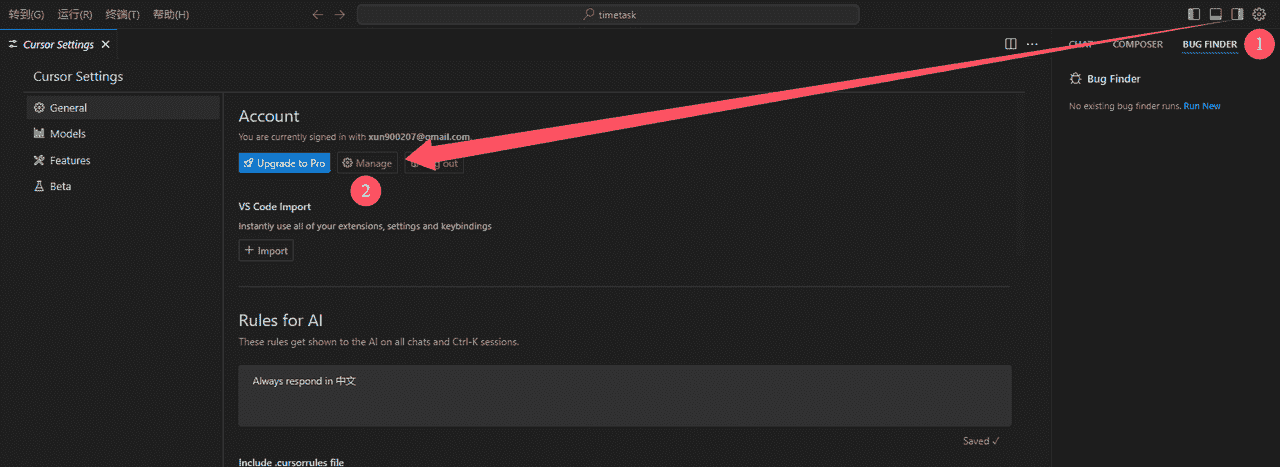 转到(G) 运行(R) 终端(T) 帮助(H)
timetask
Cursor Settings
CHAT COMPOSER BUG FINDER
1
Cursor Settings
Bug Finder
No existing bug finder runs. Run New
General
Models
Features
Beta
Account
You are currently signed in with xun900207@gmail.com
Upgrade to Pro
Manage
out
2
VS Code Import
Instantly use all of your extensions, settings and keybindings
Import
Rules for AI
These rules get shown to the AI on all chats and Ctrl-K sessions.
Always respond in 中文
Saved ✓
Include .cursorrules file